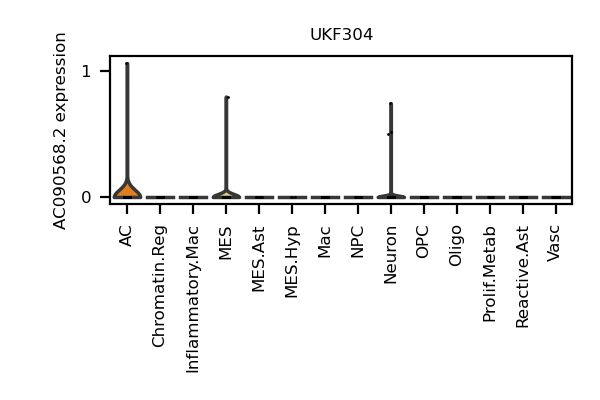 UKF304
AC090568.2 expression
1
0
AC
Chromatin.Reg
Inflammatory.Mac
MES
MES.Ast
MES.Hyp
Mac
NPC
Neuron
OPC
Oligo
Prolif.Metab
Reactive.Ast
Vasc